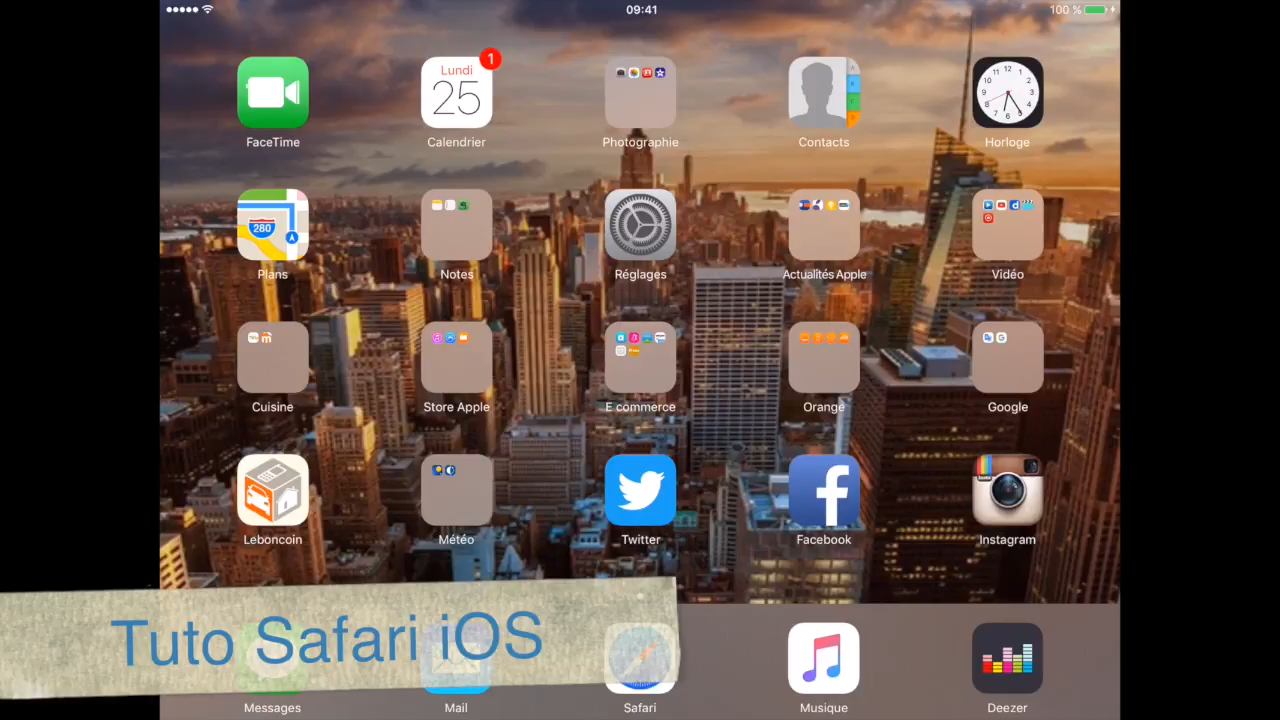 09:41
100 %
1
Lundi
25
FaceTime
Calendrier
Photographie
Contacts
Horloge
280
Plans
Notes
Réglages
Actualités Apple
Vidéo
Cuisine
Store Apple
E commerce
Orange
Google
Leboncoin
Météo
Twitter
Facebook
Instagram
Tuto Safari iOS
Messages
Mail
Safari
Musique
Deezer